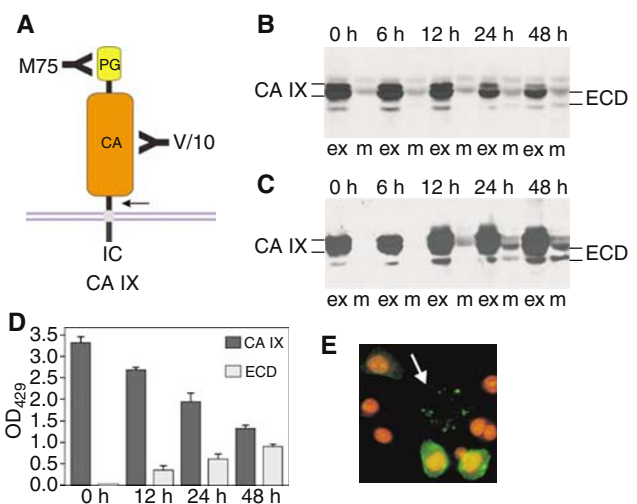 A
M75
PG
CA
V/10
IC
CA IX
B
0 h 6 h 12 h 24 h 48 h
CA IX
ECD
ex m ex m ex m ex m ex m
C
0 h 6 h 12 h 24 h 48 h
CA IX
ECD
ex m ex m ex m ex m ex m
D
OD429
3.5
3.0
2.5
2.0
1.5
1.0
0.5
0.0
CA IX
ECD
0 h 12 h 24 h 48 h
E